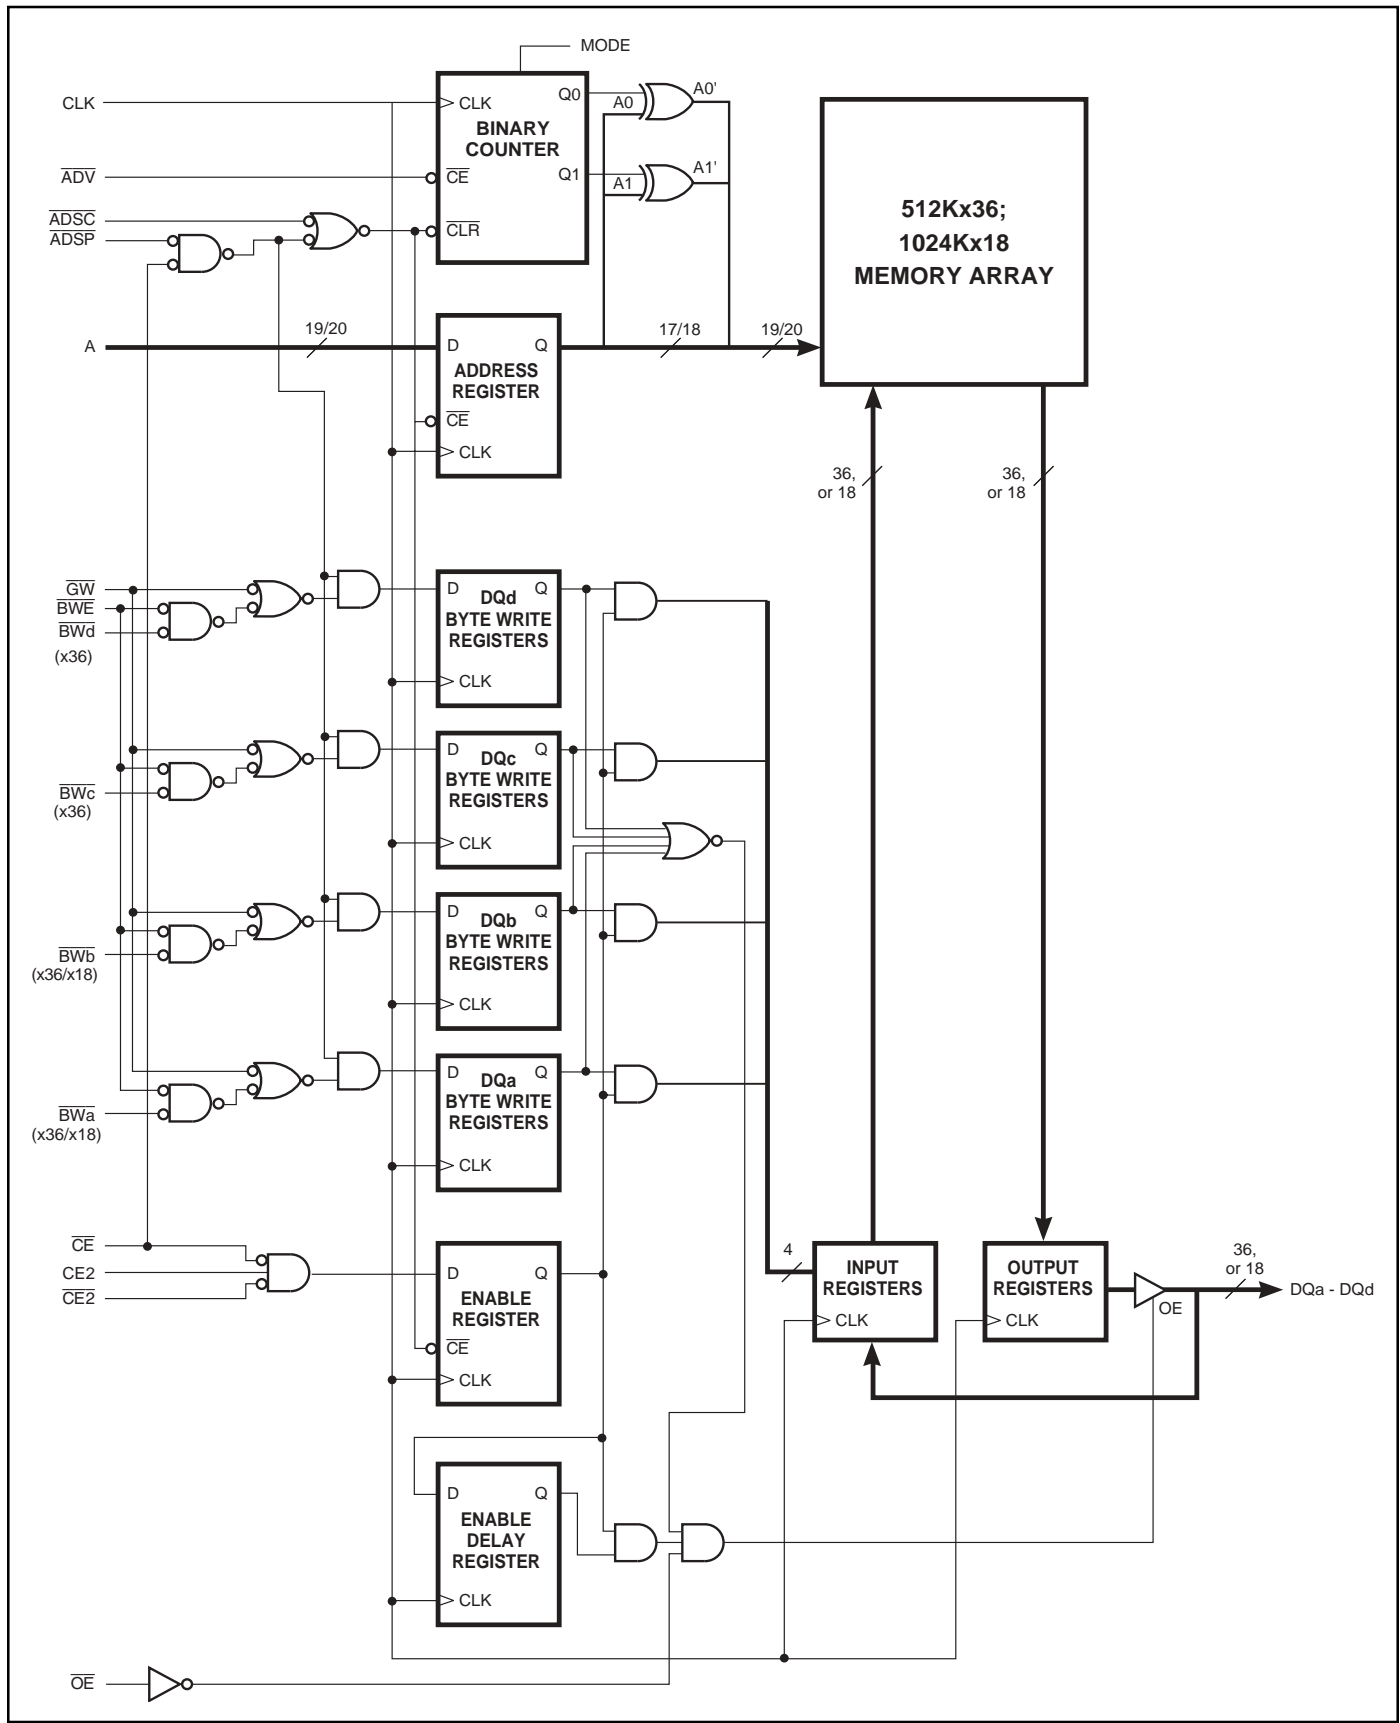 MODE
CLK
CLK
Q0
A0
A0'
BINARY
COUNTER
ADV
CE
Q1
A1
A1'
ADSC
ADSP
CLR
512Kx36;
1024Kx18
MEMORY ARRAY
A
19/20
D
Q
17/18
19/20
ADDRESS
REGISTER
CE
CLK
36,
or 18
36,
or 18
GW
BWE
BWd
(x36)
D
Q
DQd
BYTE WRITE
REGISTERS
CLK
BWc
(x36)
D
Q
DQc
BYTE WRITE
REGISTERS
CLK
BWb
(x36/x18)
D
Q
DQb
BYTE WRITE
REGISTERS
CLK
BWa
(x36/x18)
D
Q
DQa
BYTE WRITE
REGISTERS
CLK
CE
CE2
CE2
D
Q
ENABLE
REGISTER
CE
CLK
4
INPUT
REGISTERS
CLK
OUTPUT
REGISTERS
CLK
OE
36,
or 18
DQa - DQd
D
Q
ENABLE
DELAY
REGISTER
CLK
OE